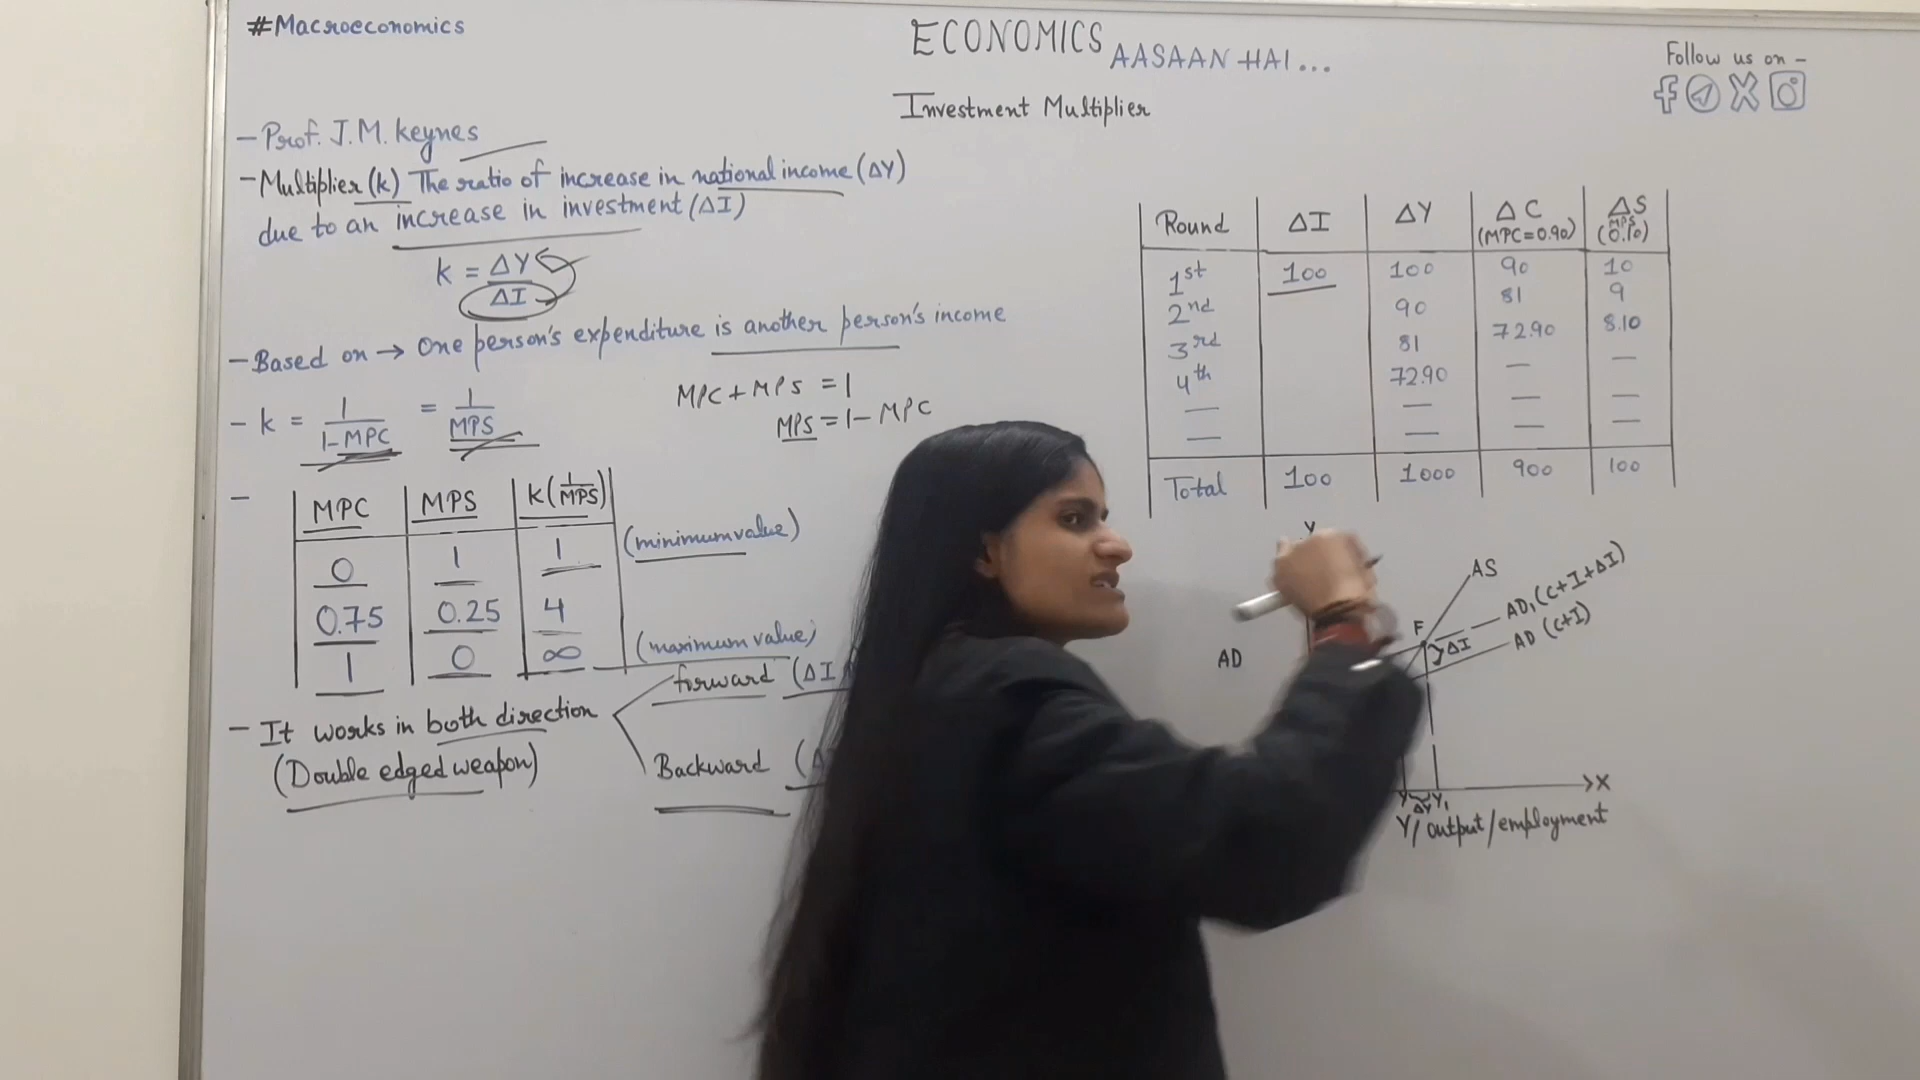 #Macroeconomics
ECONOMICS AASAAN HAI...
Follow us on -
Investment Multiplier
- Prof. J.M. Keynes
- Multiplier (k) The ratio of increase in national income (ΔY)
due to an increase in investment (ΔI)
k = ΔY
ΔI
- Based on → One person's expenditure is another person's income
- k = 1 = 1
1-MPC MPS
MPC + MPS = 1
MPS = 1 - MPC
- MPC MPS k(1/MPS)
0 1 1 (minimum value)
0.75 0.25 4
1 0 ∞ (maximum value)
- It works in both direction
(Double edged weapon)
forward (ΔI
Backward (Δ
Round ΔI ΔY ΔC ΔS
(MPC=0.90) MPS (0.10)
1st 100 100 90 10
2nd 90 81 9
3rd 81 72.90 8.10
4th 72.90 — —
— — — —
— — — —
Total 100 1000 900 100
Y
AS
AD₁(C+I+ΔI)
F
ΔI
AD (C+I)
AD
X
Y ΔY Y₁
Y/output/employment